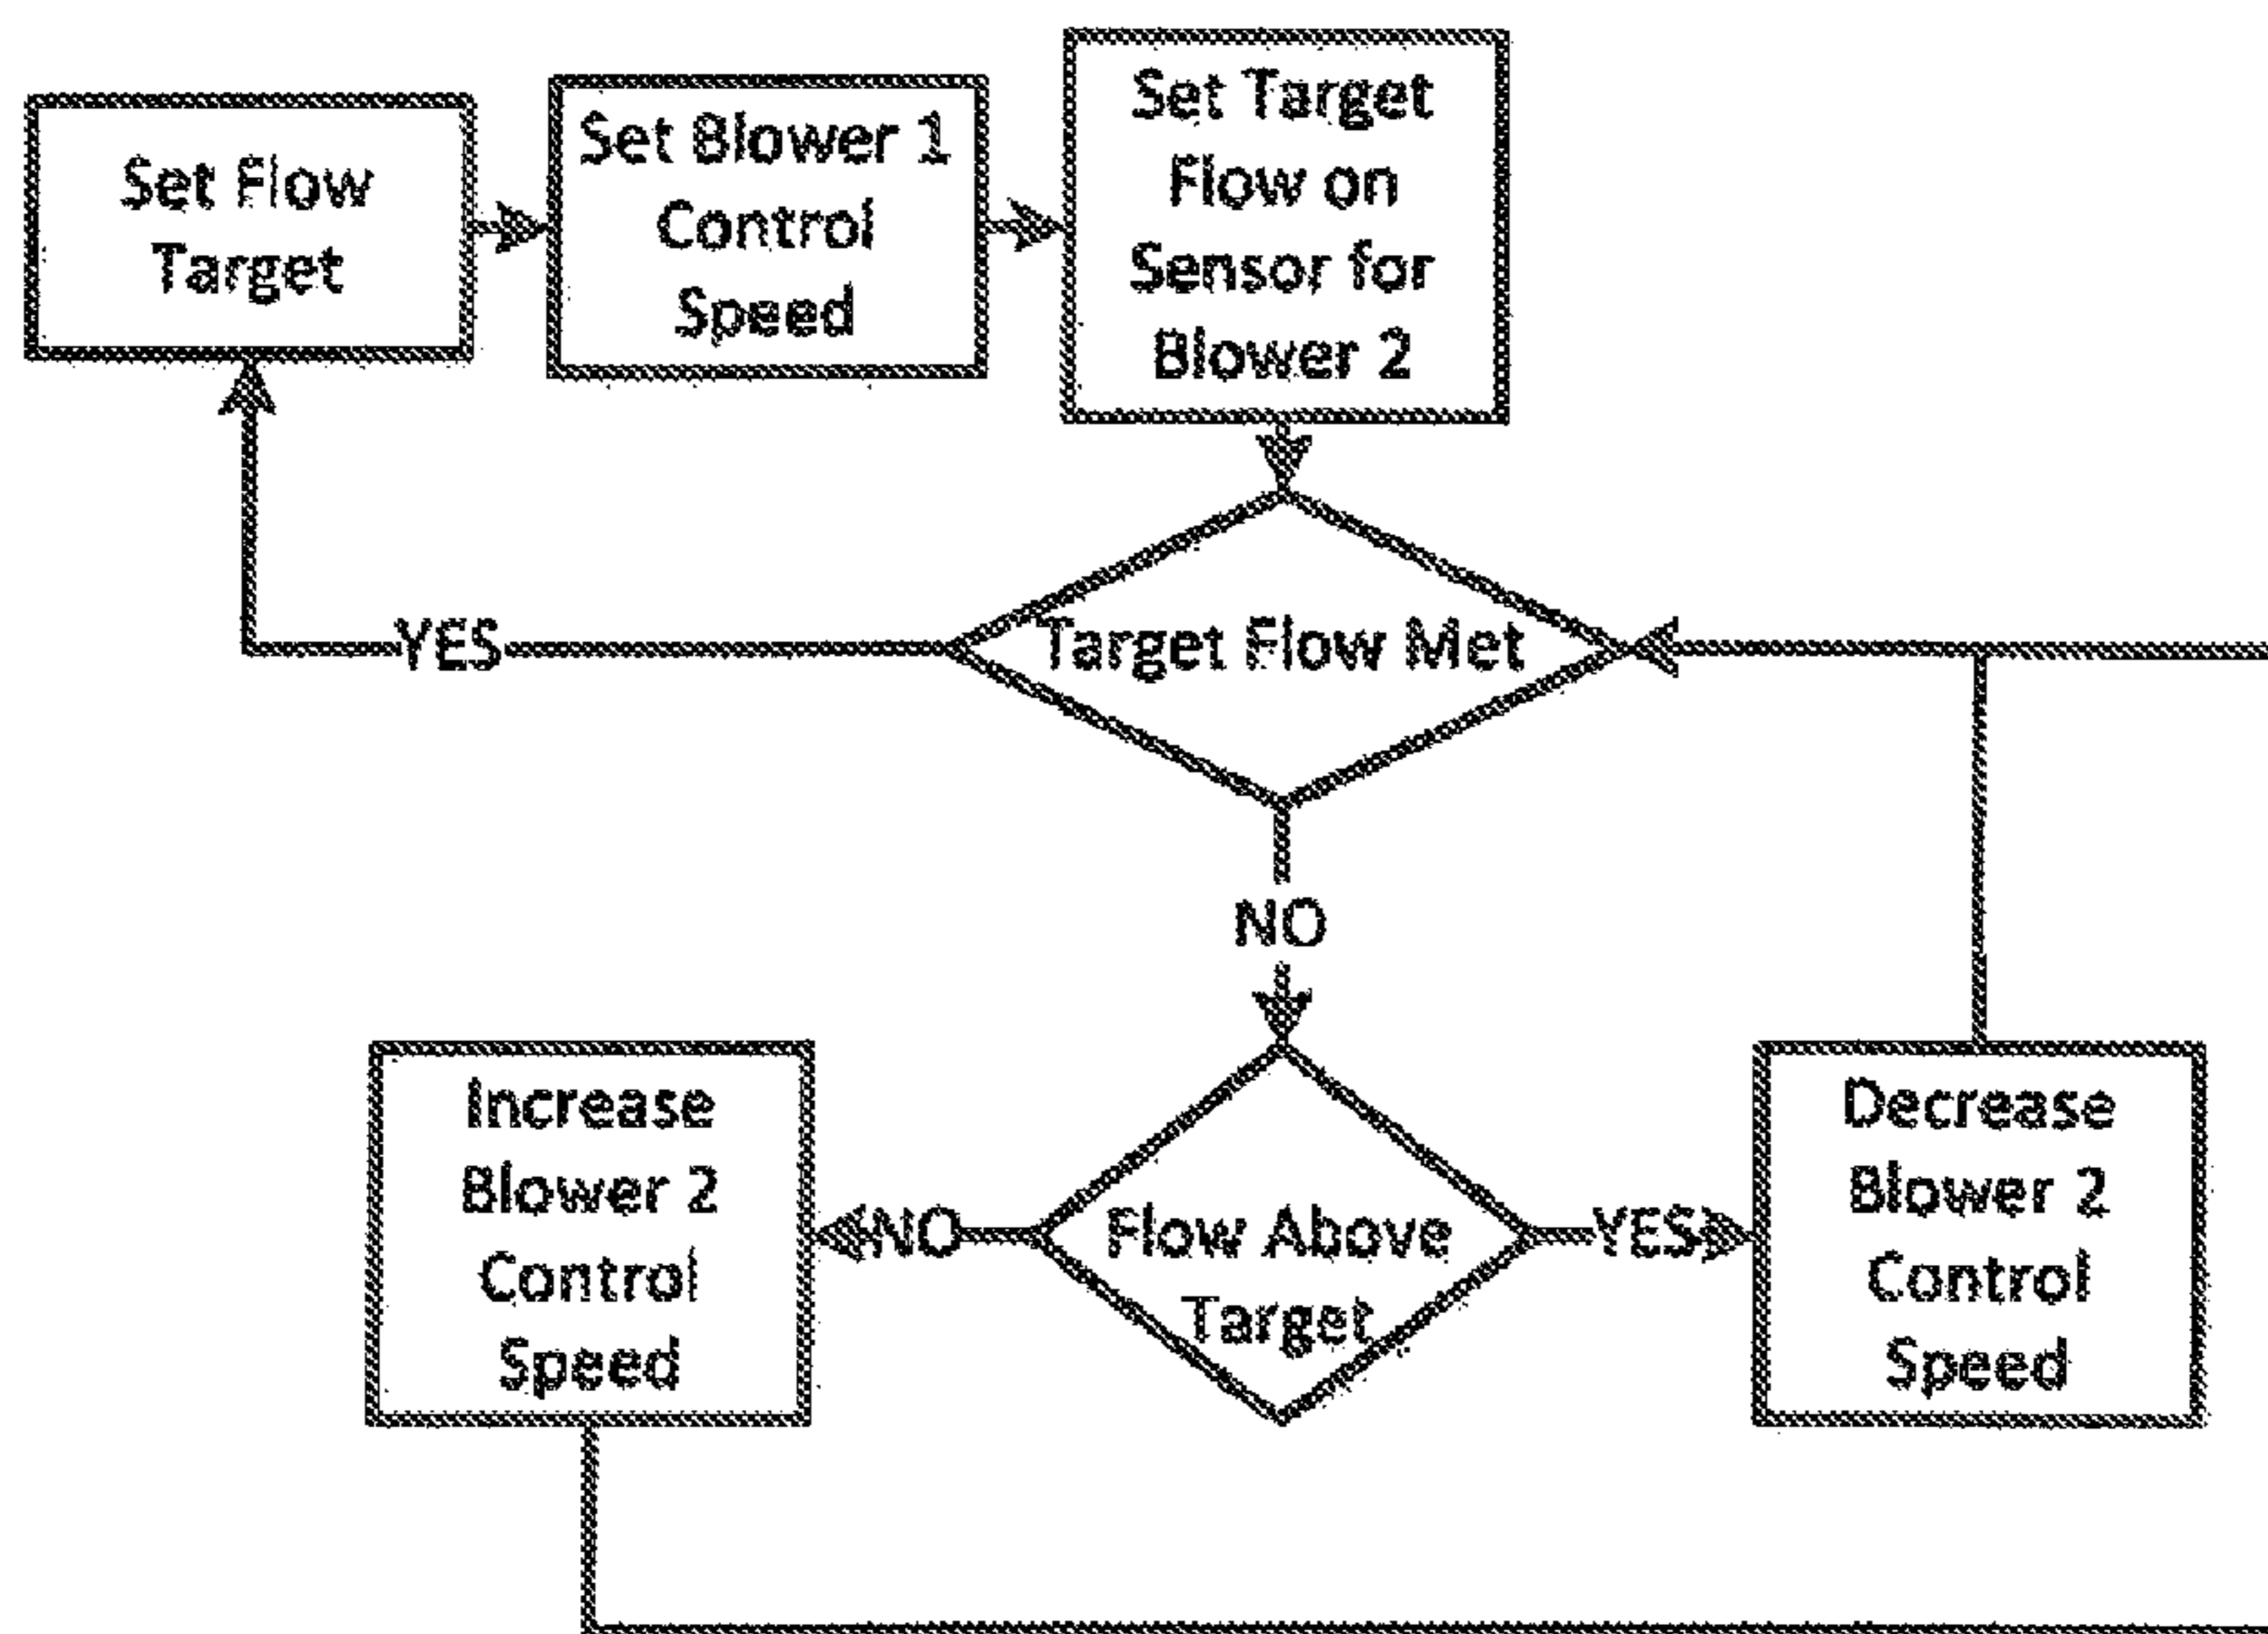 Set Flow
Target
Set Blower 1
Control
Speed
Set Target
Flow on
Sensor for
Blower 2
Target Flow Met
YES
NO
Increase
Blower 2
Control
Speed
NO
Flow Above
Target
YES
Decrease
Blower 2
Control
Speed